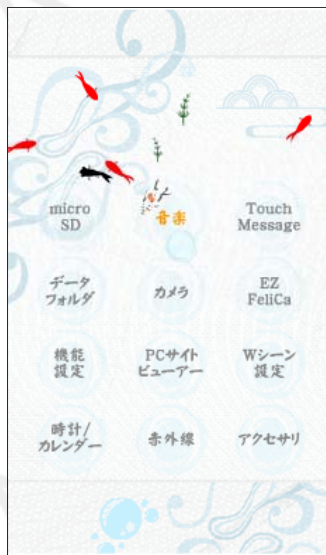 micro
SD
音楽
Touch
Message
データ
フォルダ
カメラ
EZ
FeliCa
機能
設定
PCサイト
ビューアー
Wシーン
設定
時計/
カレンダー
赤外線
アクセサリ